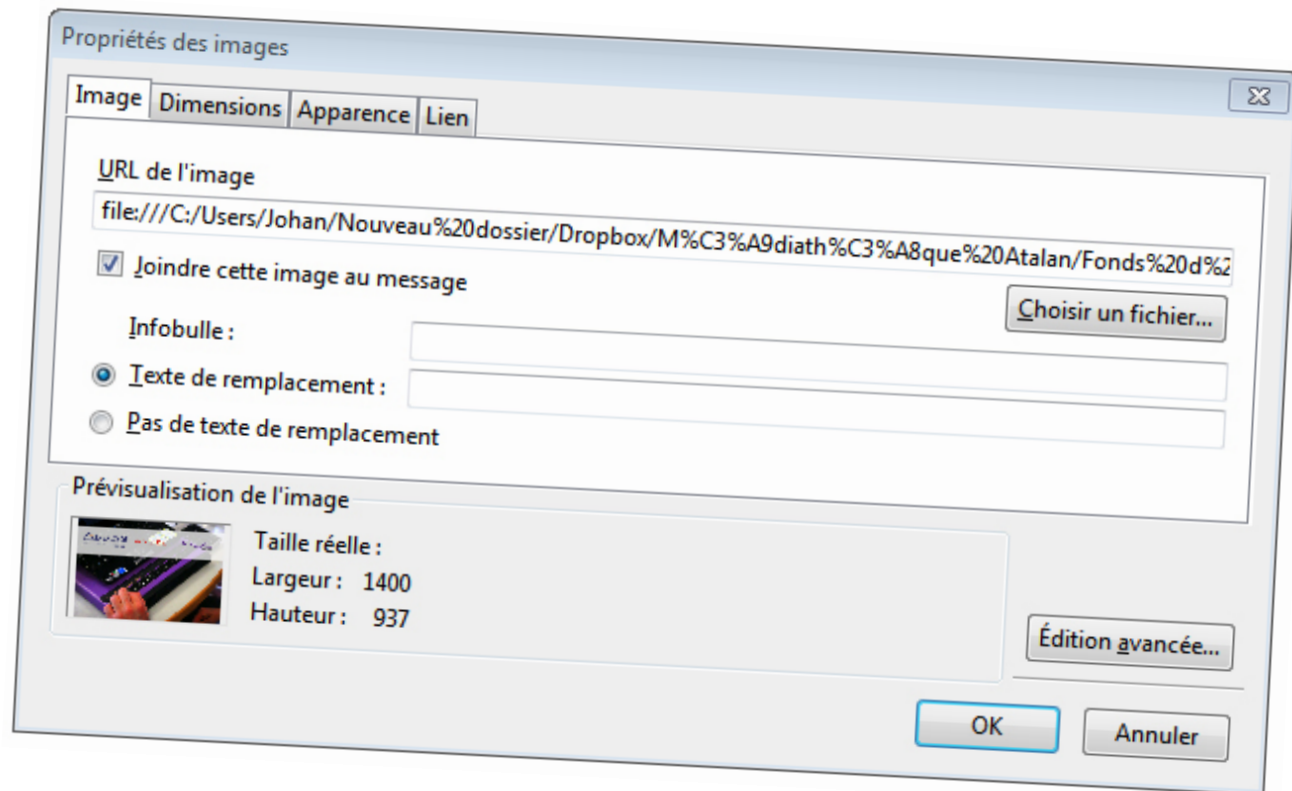 Propriétés des images
Image Dimensions Apparence Lien
URL de l'image
file:///C:/Users/Johan/Nouveau%20dossier/Dropbox/M%C3%A9diath%C3%A8que%20Atalan/Fonds%20d%2
Joindre cette image au message
Choisir un fichier...
Infobulle :
Texte de remplacement :
Pas de texte de remplacement
Prévisualisation de l'image
Taille réelle :
Largeur : 1400
Hauteur : 937
Édition avancée...
OK Annuler